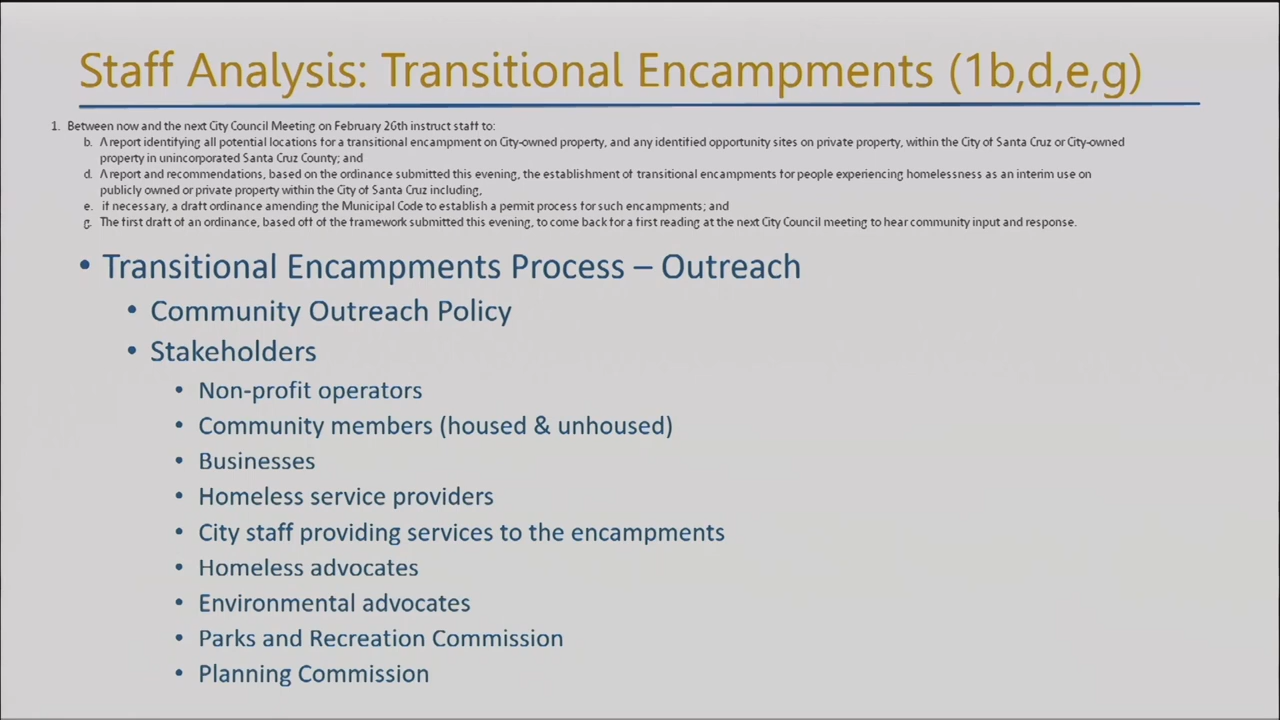 Staff Analysis: Transitional Encampments (1b,d,e,g)
1. Between now and the next City Council Meeting on February 26th instruct staff to:
b. A report identifying all potential locations for a transitional encampment on City-owned property, and any identified opportunity sites on private property, within the City of Santa Cruz or City-owned
property in unincorporated Santa Cruz County; and
d. A report and recommendations, based on the ordinance submitted this evening, the establishment of transitional encampments for people experiencing homelessness as an interim use on
publicly owned or private property within the City of Santa Cruz including,
e. if necessary, a draft ordinance amending the Municipal Code to establish a permit process for such encampments; and
g. The first draft of an ordinance, based off of the framework submitted this evening, to come back for a first reading at the next City Council meeting to hear community input and response.
• Transitional Encampments Process – Outreach
• Community Outreach Policy
• Stakeholders
• Non-profit operators
• Community members (housed & unhoused)
• Businesses
• Homeless service providers
• City staff providing services to the encampments
• Homeless advocates
• Environmental advocates
• Parks and Recreation Commission
• Planning Commission